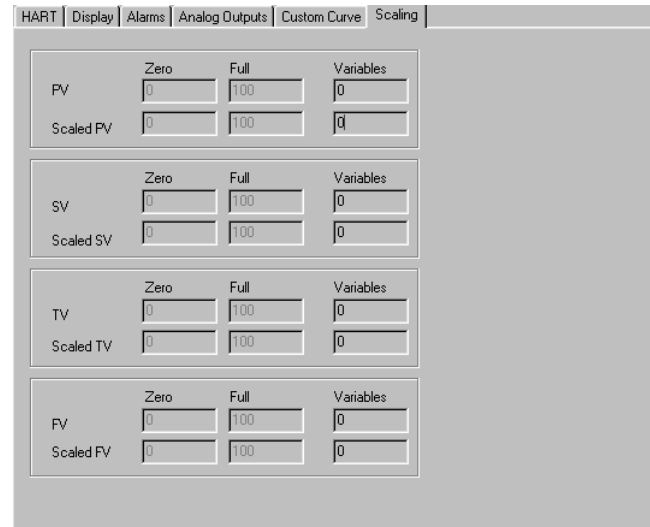 HART Display Alarms Analog Outputs Custom Curve Scaling
Zero Full Variables
PV 0 100 0
Scaled PV 0 100 0
Zero Full Variables
SV 0 100 0
Scaled SV 0 100 0
Zero Full Variables
TV 0 100 0
Scaled TV 0 100 0
Zero Full Variables
FV 0 100 0
Scaled FV 0 100 0